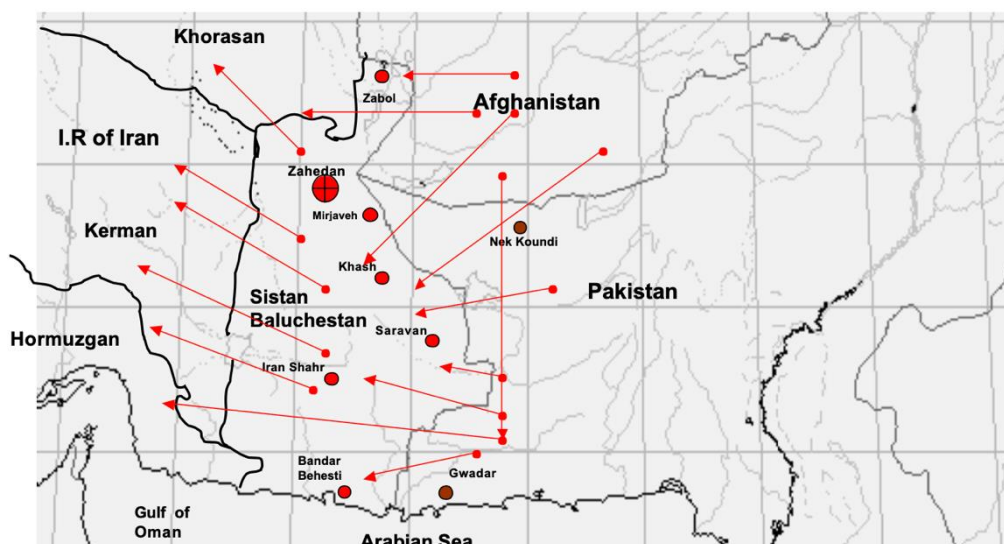 Khorasan
Zabol
Afghanistan
I.R of Iran
Zahedan
Mirjaveh
Kerman
Nek Koundi
Khash
Sistan
Baluchestan
Pakistan
Saravan
Hormuzgan
Iran Shahr
Bandar
Behesti
Gwadar
Gulf of
Oman
Arabian Sea